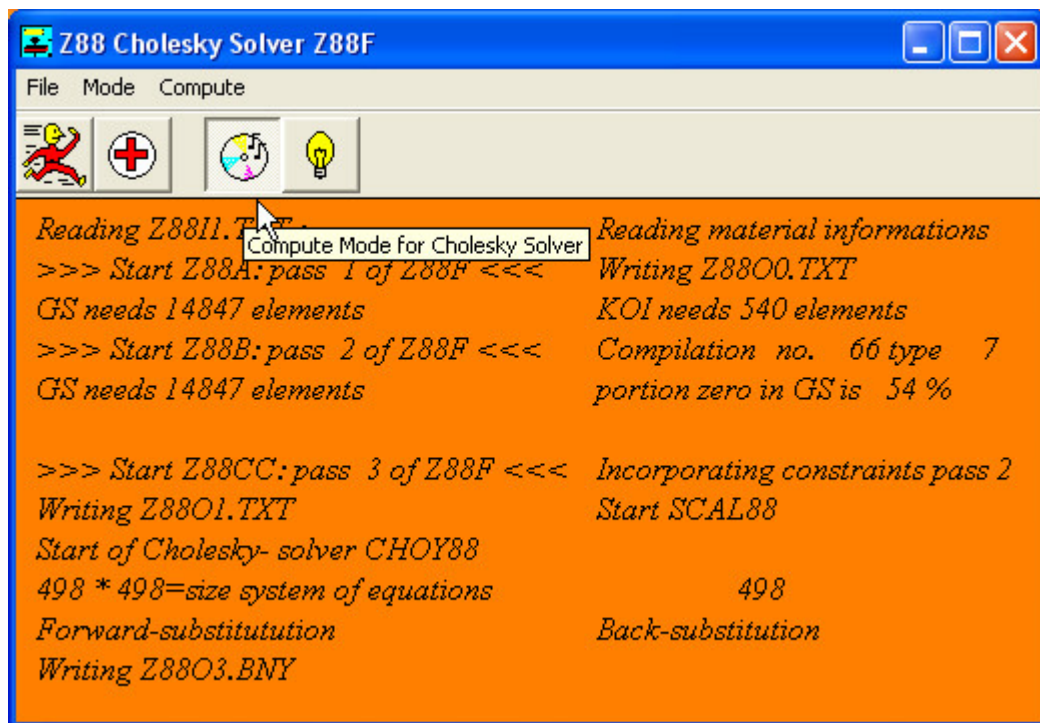 Z88 Cholesky Solver Z88F
File Mode Compute
Reading Z88I1.TXT : Reading material informations
Compute Mode for Cholesky Solver
>>> Start Z88A: pass 1 of Z88F <<< Writing Z88O0.TXT
GS needs 14847 elements KOI needs 540 elements
>>> Start Z88B: pass 2 of Z88F <<< Compilation no. 66 type 7
GS needs 14847 elements portion zero in GS is 54 %
>>> Start Z88CC: pass 3 of Z88F <<< Incorporating constraints pass 2
Writing Z88O1.TXT Start SCAL88
Start of Cholesky- solver CHOY88
498 * 498=size system of equations 498
Forward-substitutution Back-substitution
Writing Z88O3.BNY